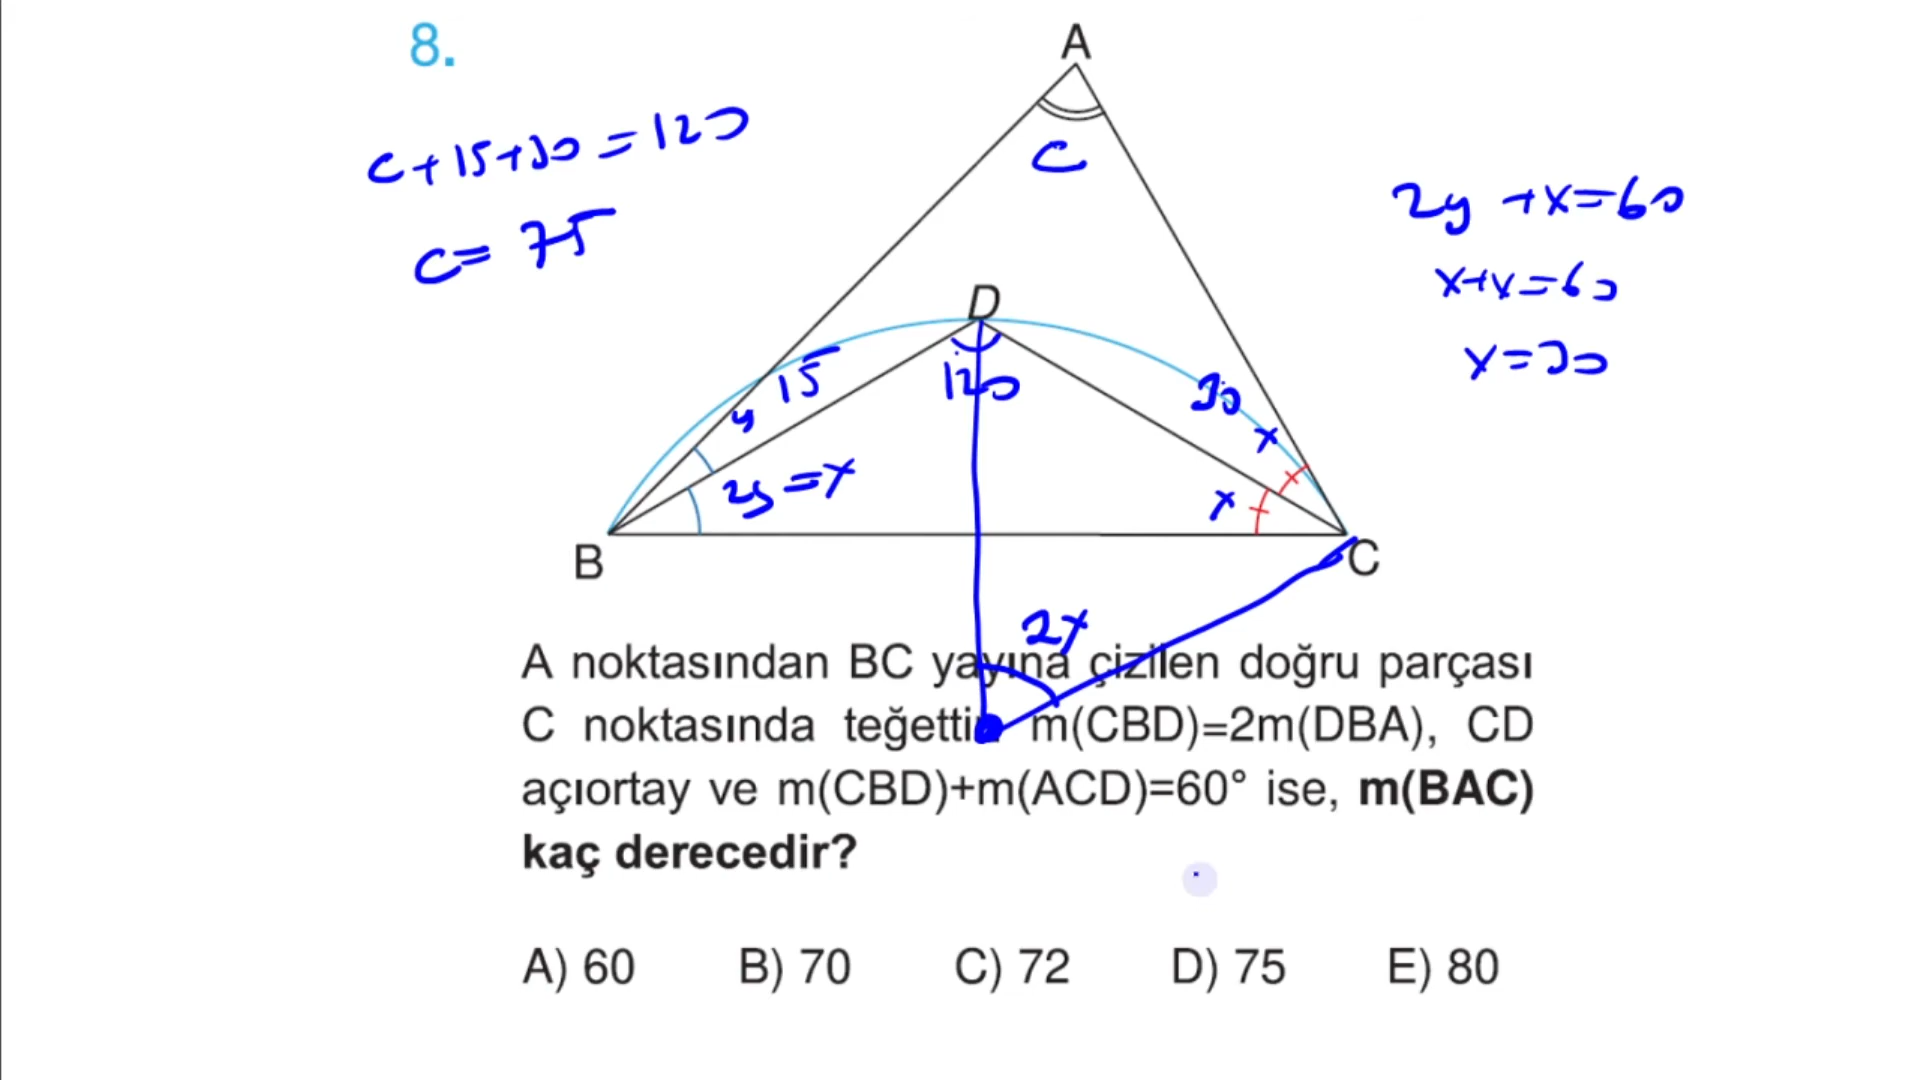 8.
A
c+15+30=120
c
c= 75
2y +x=60
x+x=60
x=30
D
15
120
30
y
x
2y=x
x
B
C
2x
A noktasından BC yayına çizilen doğru parçası
C noktasında teğettir m(CBD)=2m(DBA), CD
açıortay ve m(CBD)+m(ACD)=60° ise, m(BAC)
kaç derecedir?
A) 60 B) 70 C) 72 D) 75 E) 80